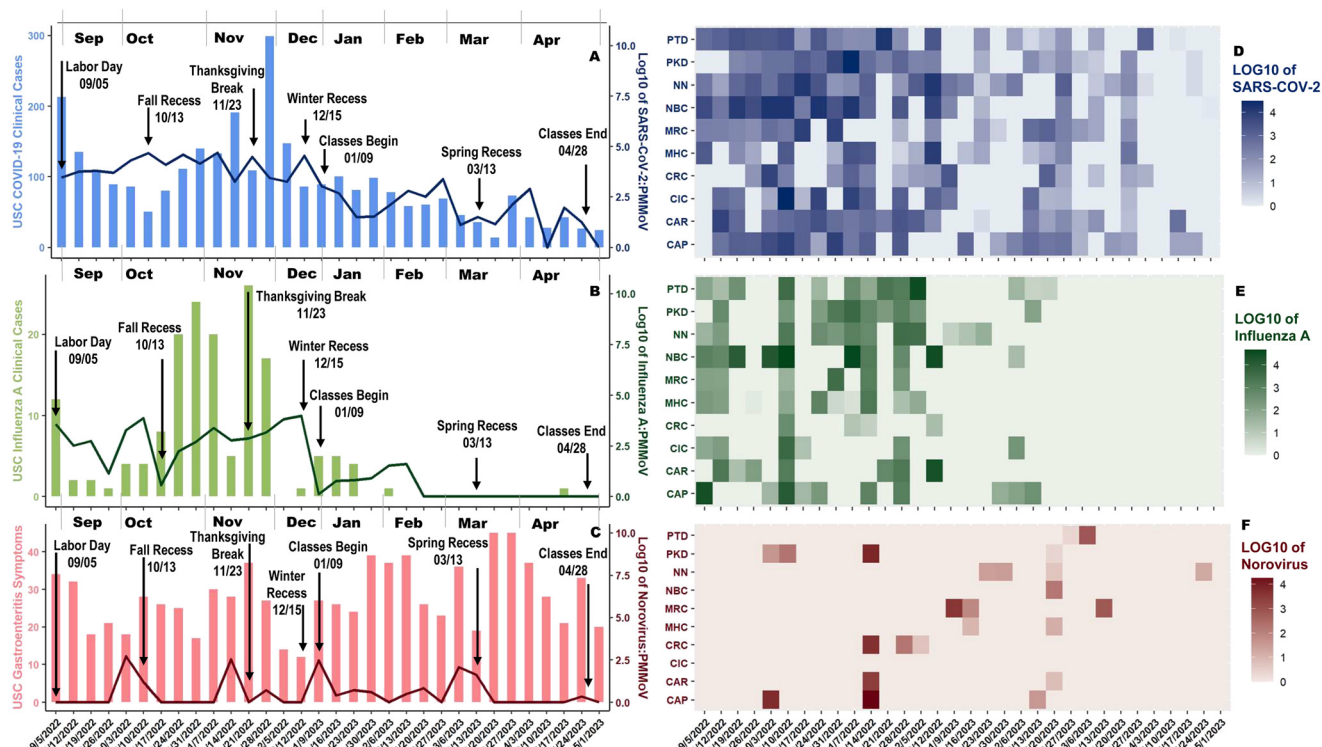 Sep Oct Nov Dec Jan Feb Mar Apr
USC COVID-19 Clinical Cases
300
200
100
0
A
Labor Day
09/05
Fall Recess
10/13
Thanksgiving
Break
11/23
Winter Recess
12/15
Classes Begin
01/09
Spring Recess
03/13
Classes End
04/28
10.0
7.5
5.0
2.5
0.0
Log10 of SARS-CoV-2:PMMoV
Sep Oct Nov Dec Jan Feb Mar Apr
USC Influenza A Clinical Cases
20
10
0
B
Labor Day
09/05
Fall Recess
10/13
Thanksgiving Break
11/23
Winter Recess
12/15
Classes Begin
01/09
Spring Recess
03/13
Classes End
04/28
10.0
7.5
5.0
2.5
0.0
Log10 of Influenza A:PMMoV
Sep Oct Nov Dec Jan Feb Mar Apr
USC Gastroenteritis Symptoms
40
30
20
10
0
C
Labor Day
09/05
Fall Recess
10/13
Thanksgiving
Break
11/23
Winter
Recess
12/15
Classes Begin
01/09
Spring Recess
03/13
Classes End
04/28
10.0
7.5
5.0
2.5
0.0
Log10 of Norovirus:PMMoV
PTD
PKD
NN
NBC
MRC
MHC
CRC
CIC
CAR
CAP
D
LOG10 of
SARS-COV-2
4
3
2
1
0
PTD
PKD
NN
NBC
MRC
MHC
CRC
CIC
CAR
CAP
E
LOG10 of
Influenza A
4
3
2
1
0
PTD
PKD
NN
NBC
MRC
MHC
CRC
CIC
CAR
CAP
F
LOG10 of
Norovirus
4
3
2
1
0